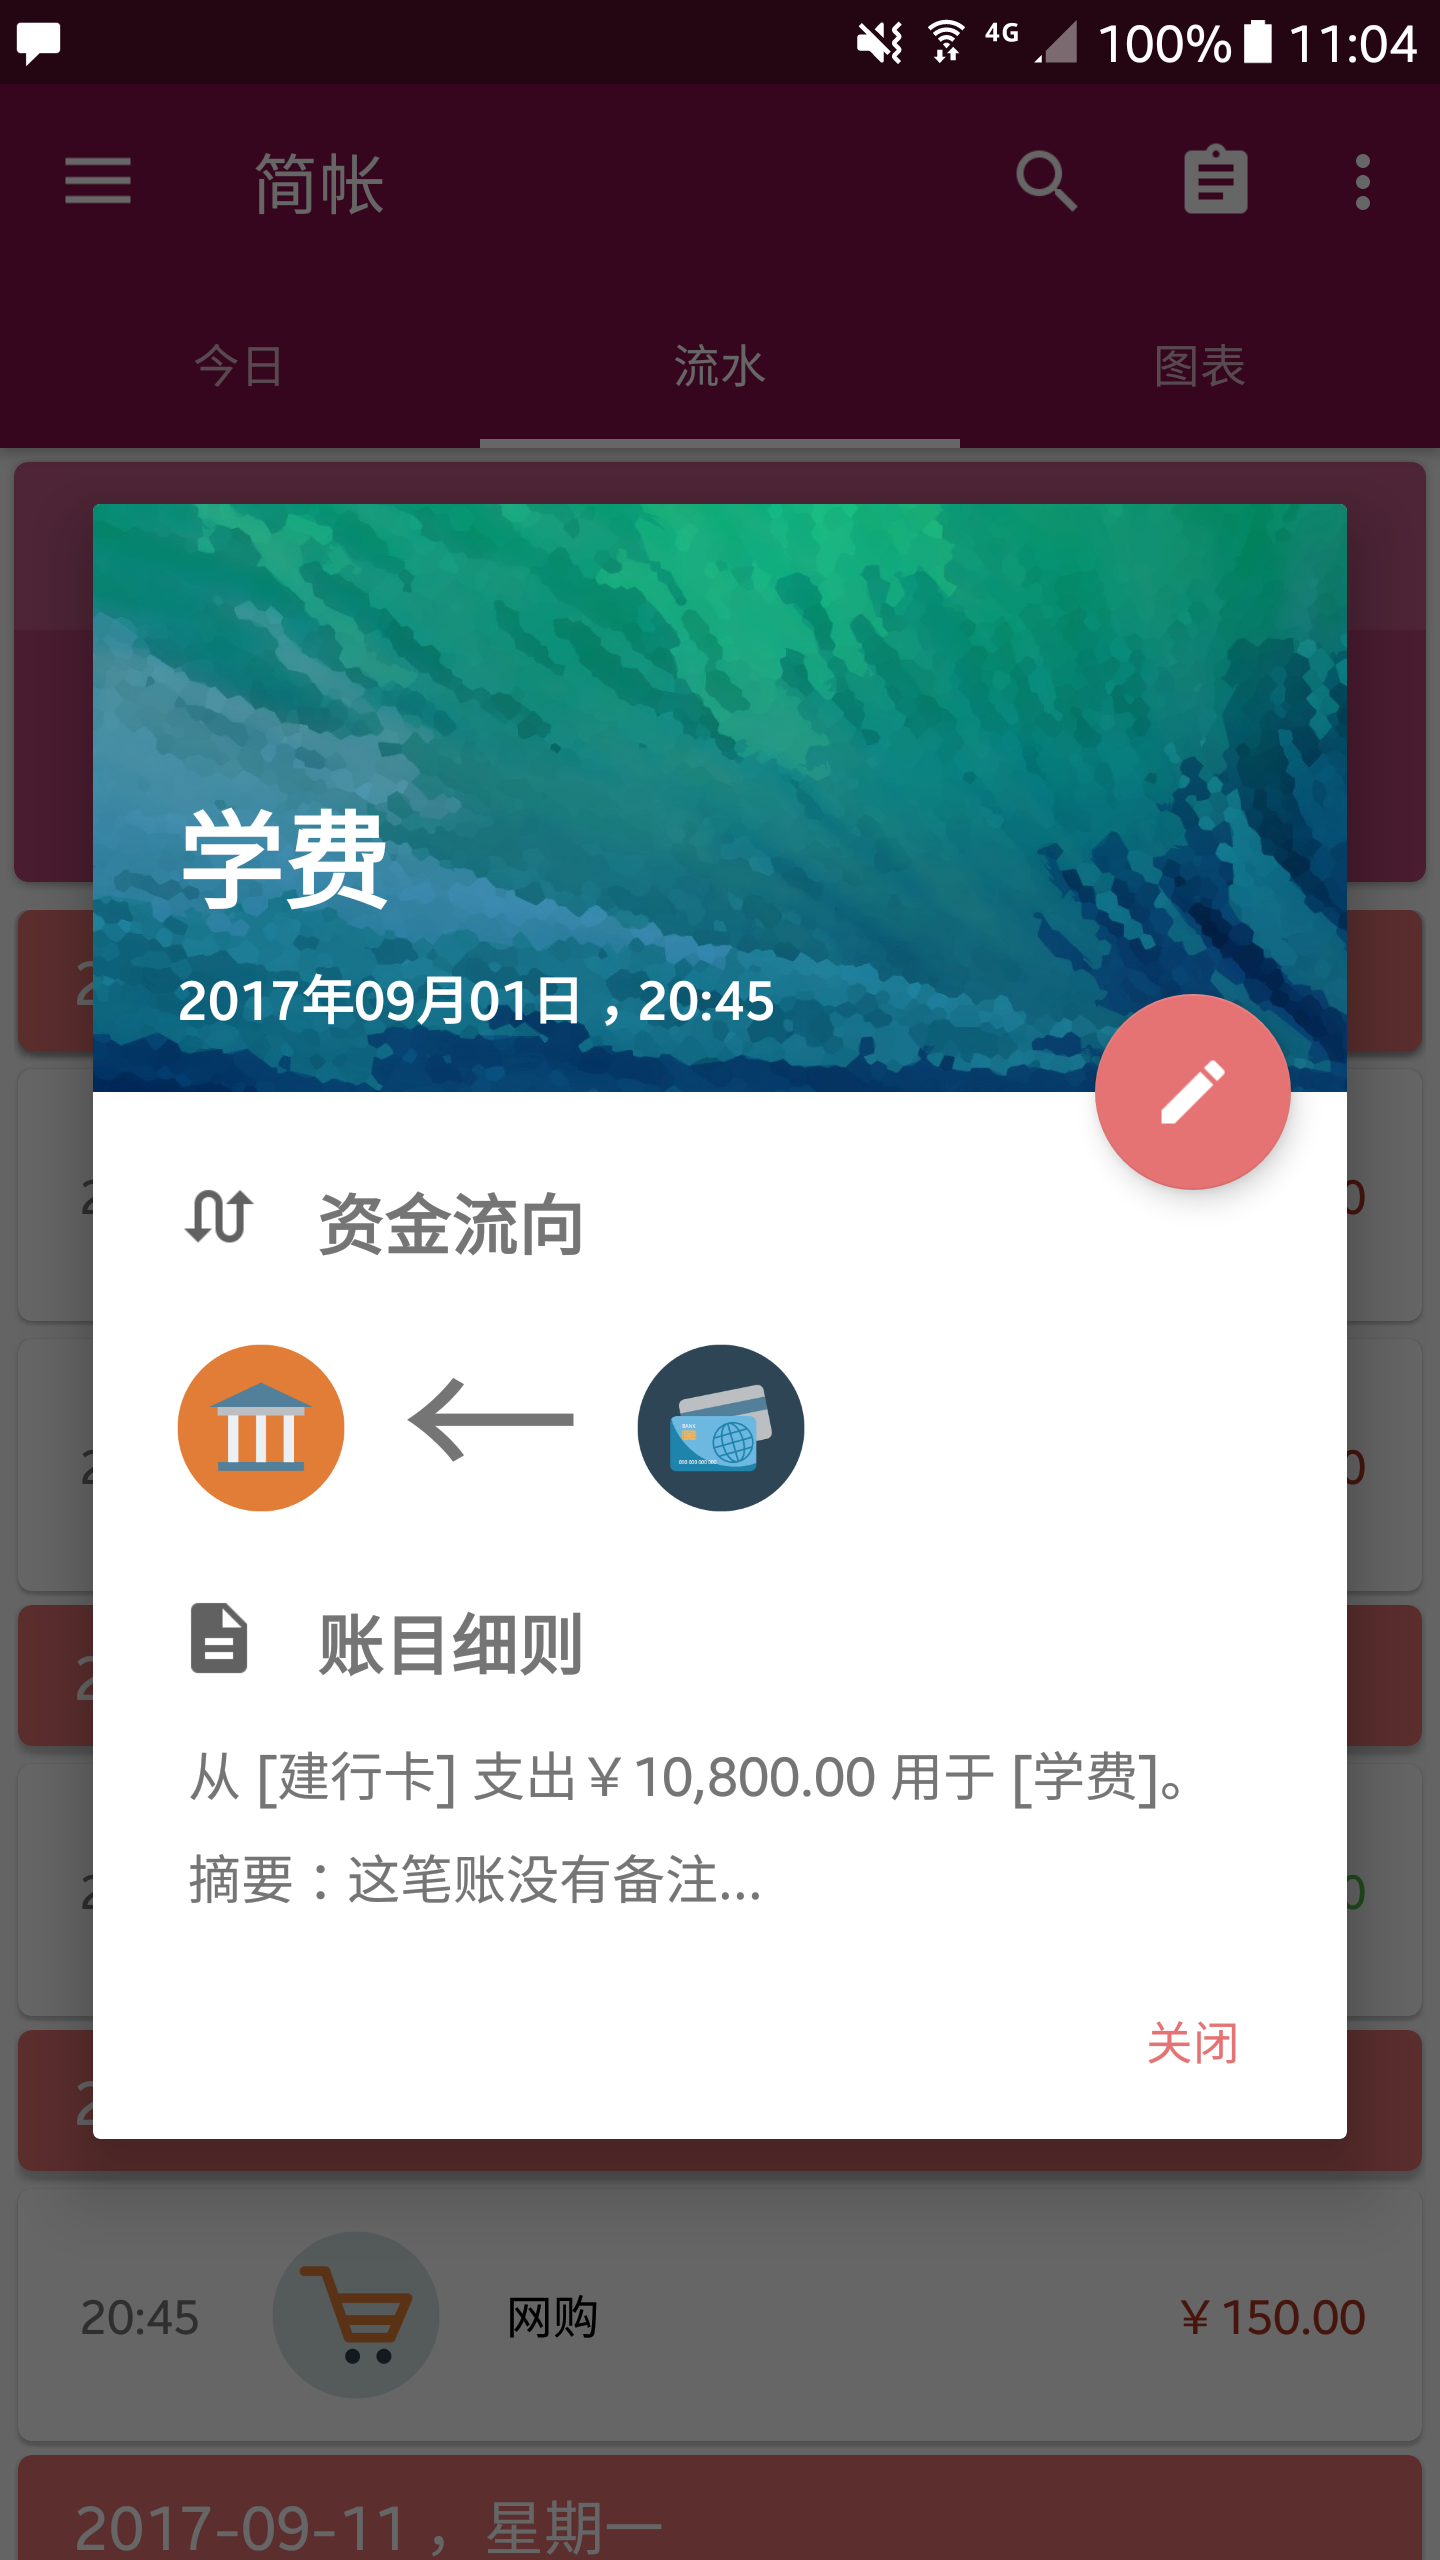 4G 100% 11:04
简帐
今日 流水 图表
学费
2017年09月01日，20:45
资金流向
账目细则
从 [建行卡] 支出￥10,800.00 用于 [学费]。
摘要：这笔账没有备注...
关闭
20:45 网购 ￥150.00
2017-09-11， 星期一